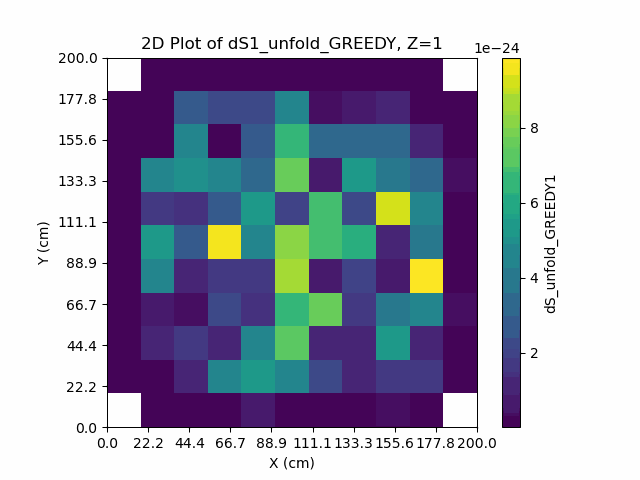 2D Plot of dS1_unfold_GREEDY, Z=1
1e−24
200.0
177.8
155.6
133.3
111.1
88.9
66.7
44.4
22.2
0.0
Y (cm)
0.0 22.2 44.4 66.7 88.9 111.1 133.3 155.6 177.8 200.0
X (cm)
8
6
4
2
dS_unfold_GREEDY1